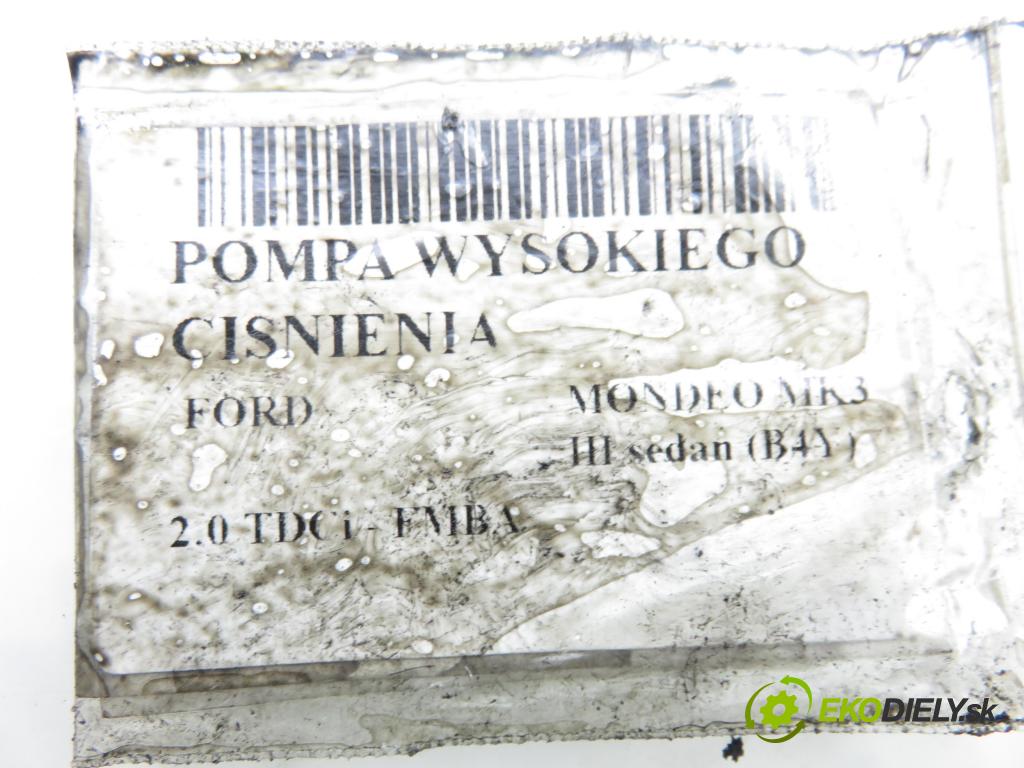 POMPA WYSOKIEGO
CISNIENIA
FORD
MONDEO MK3
III sedan (B4Y)
2.0 TDCi - FMBA
EKODIELY.sk